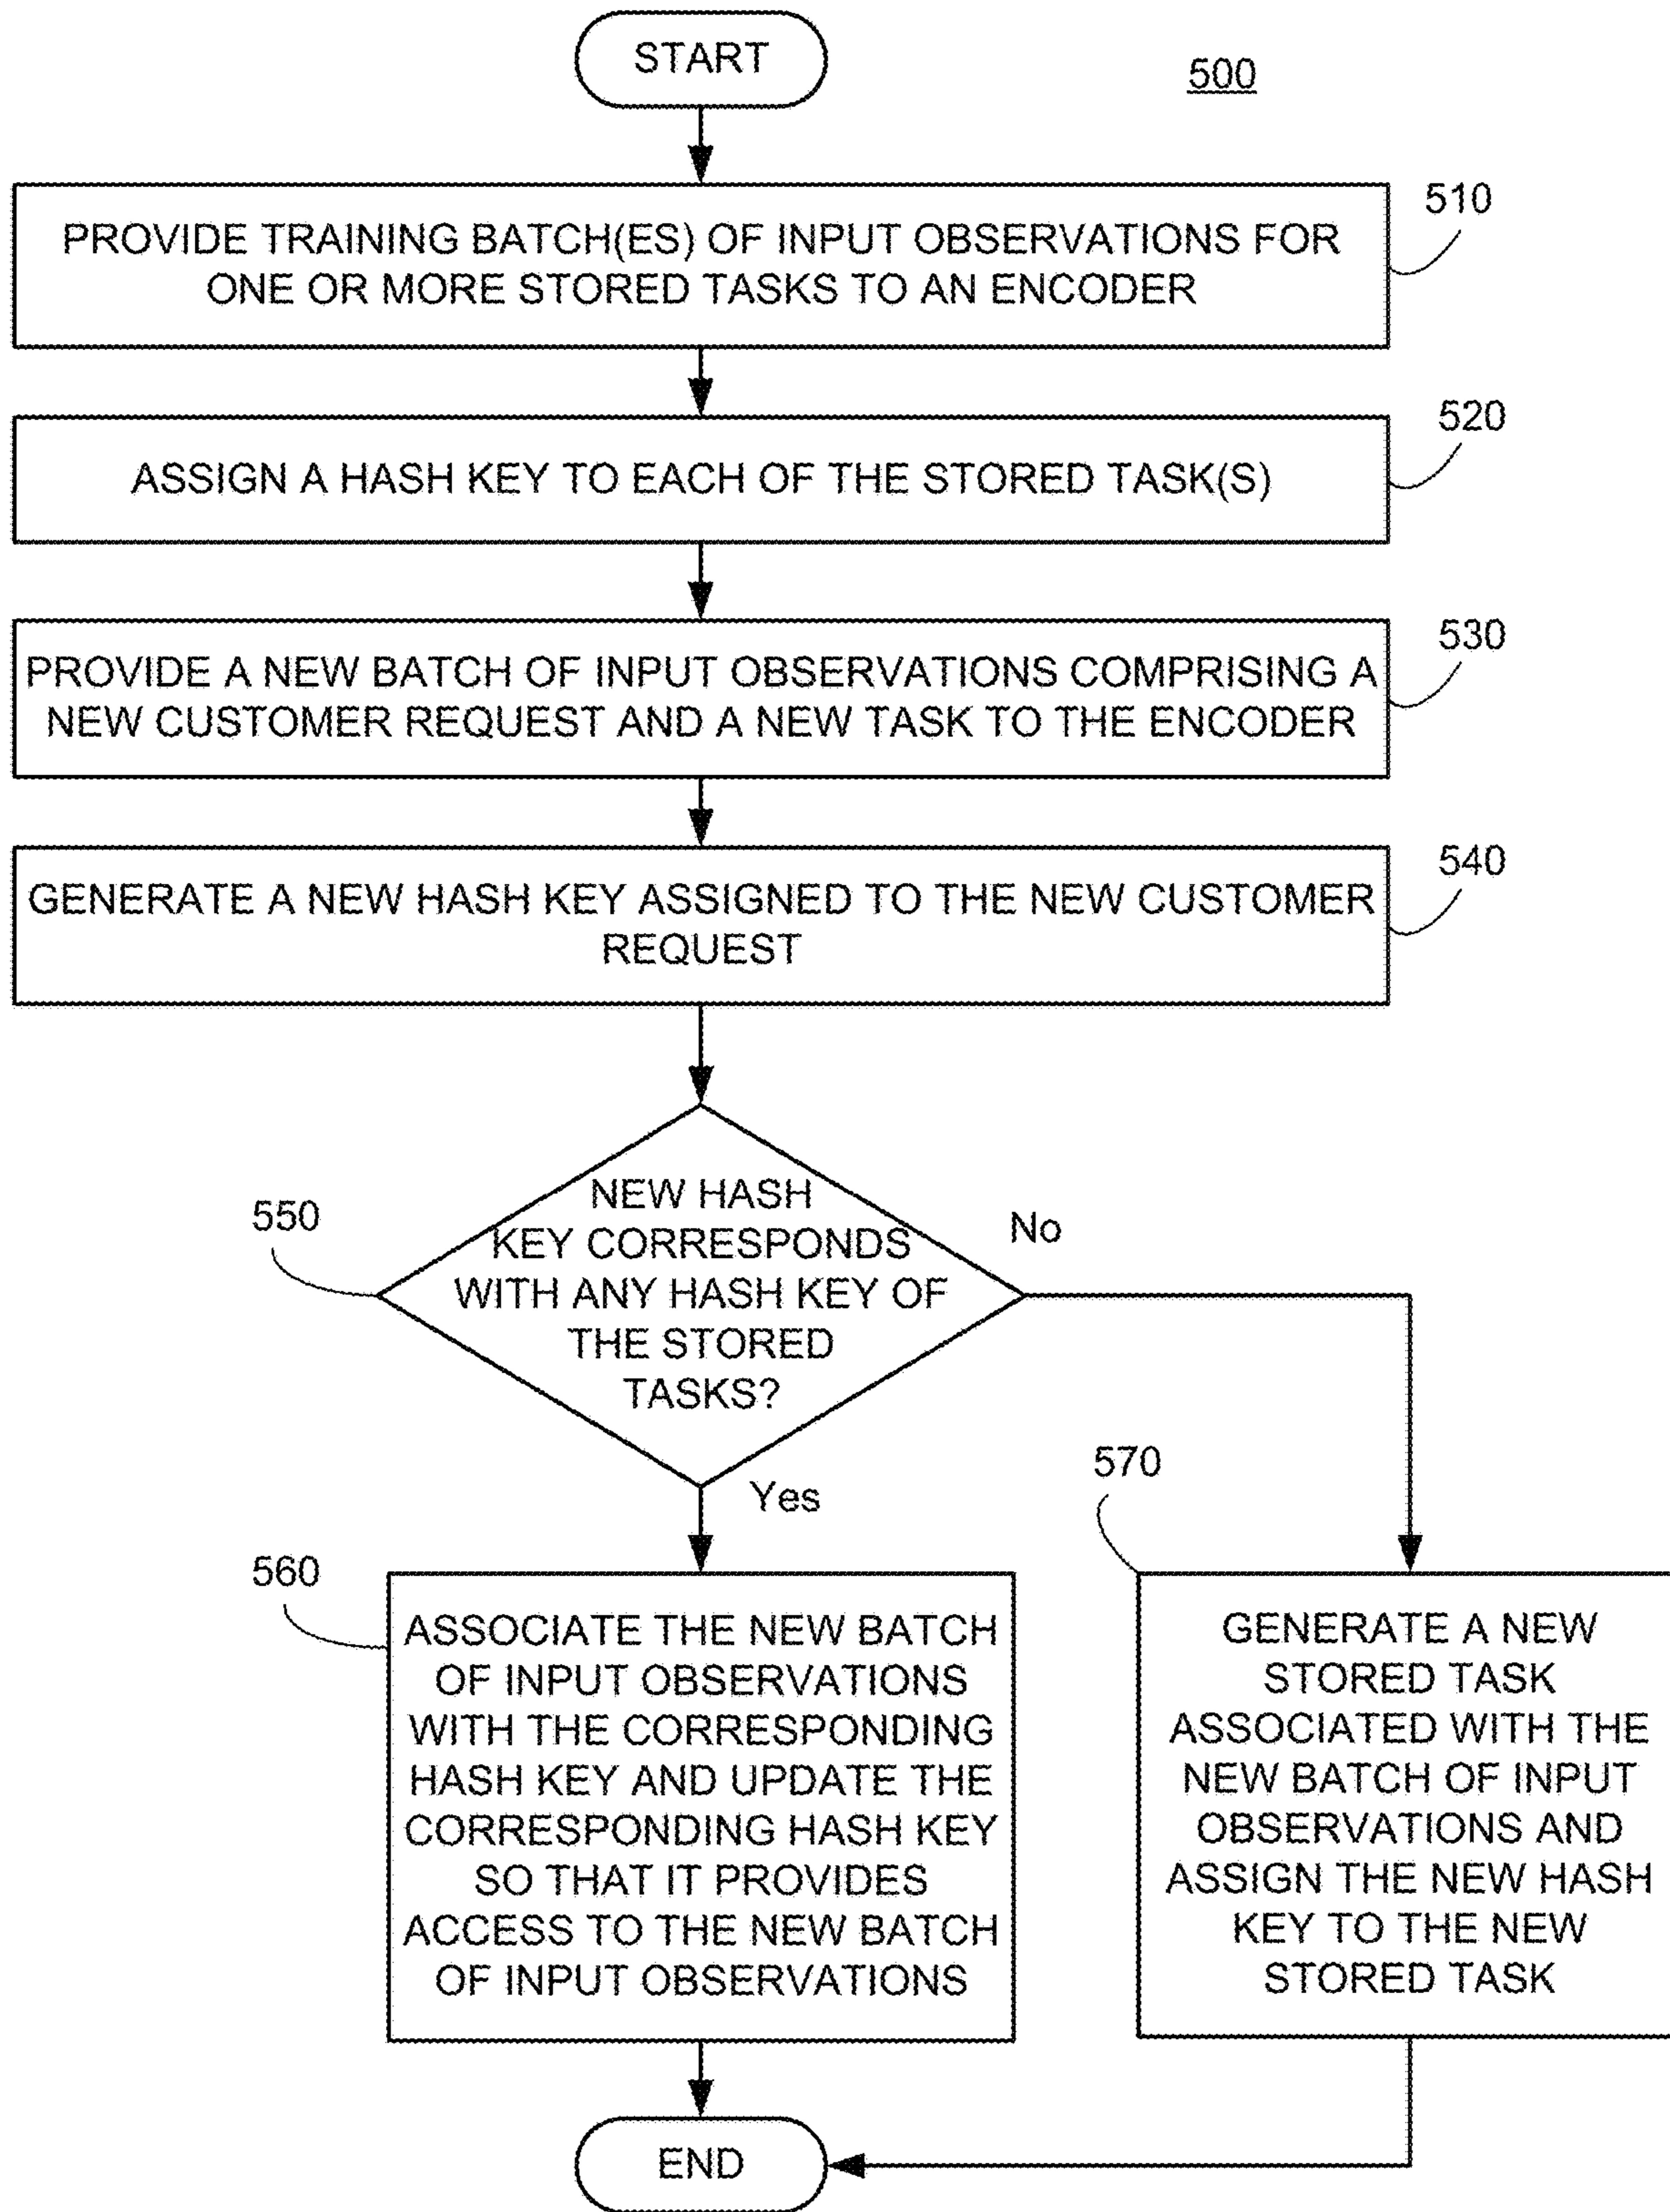 START
500
PROVIDE TRAINING BATCH(ES) OF INPUT OBSERVATIONS FOR
ONE OR MORE STORED TASKS TO AN ENCODER
510
ASSIGN A HASH KEY TO EACH OF THE STORED TASK(S)
520
PROVIDE A NEW BATCH OF INPUT OBSERVATIONS COMPRISING A
NEW CUSTOMER REQUEST AND A NEW TASK TO THE ENCODER
530
GENERATE A NEW HASH KEY ASSIGNED TO THE NEW CUSTOMER
REQUEST
540
550
NEW HASH
KEY CORRESPONDS
WITH ANY HASH KEY OF
THE STORED
TASKS?
No
Yes
560
ASSOCIATE THE NEW BATCH
OF INPUT OBSERVATIONS
WITH THE CORRESPONDING
HASH KEY AND UPDATE THE
CORRESPONDING HASH KEY
SO THAT IT PROVIDES
ACCESS TO THE NEW BATCH
OF INPUT OBSERVATIONS
570
GENERATE A NEW
STORED TASK
ASSOCIATED WITH THE
NEW BATCH OF INPUT
OBSERVATIONS AND
ASSIGN THE NEW HASH
KEY TO THE NEW
STORED TASK
END